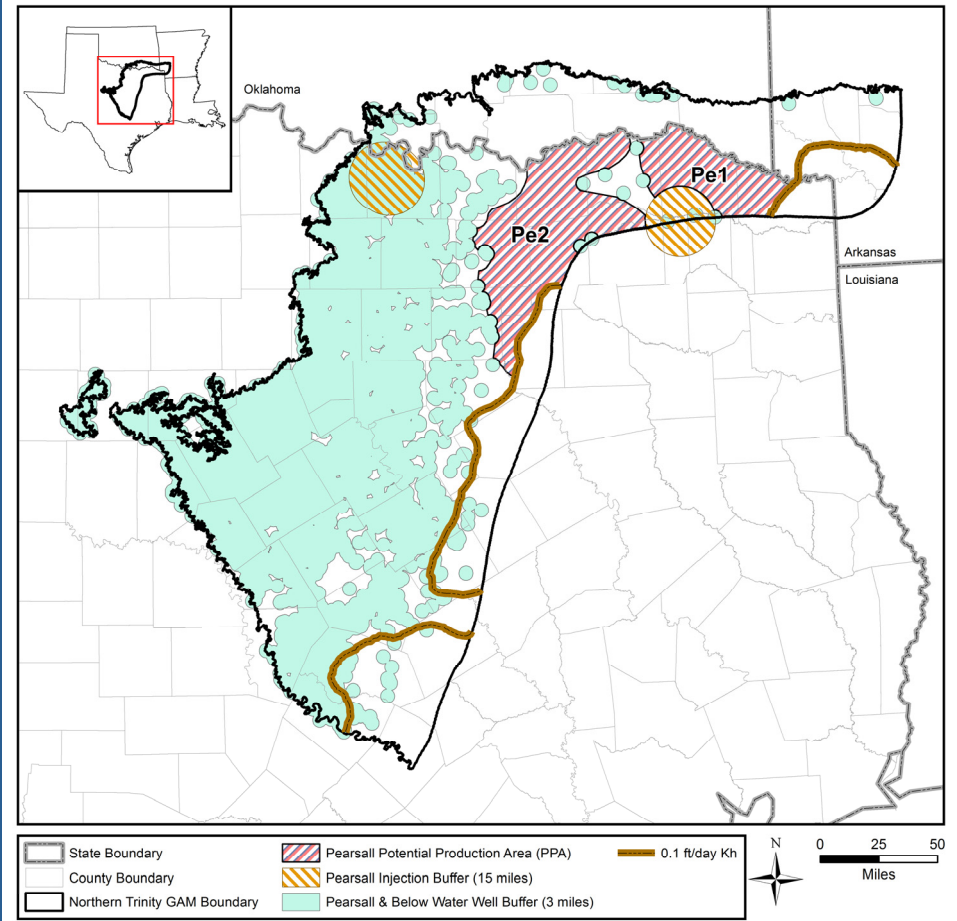 Oklahoma
Pe1
Pe2
Arkansas
Louisiana
State Boundary
County Boundary
Northern Trinity GAM Boundary
Pearsall Potential Production Area (PPA)
Pearsall Injection Buffer (15 miles)
Pearsall & Below Water Well Buffer (3 miles)
0.1 ft/day Kh
N
0 25 50
Miles